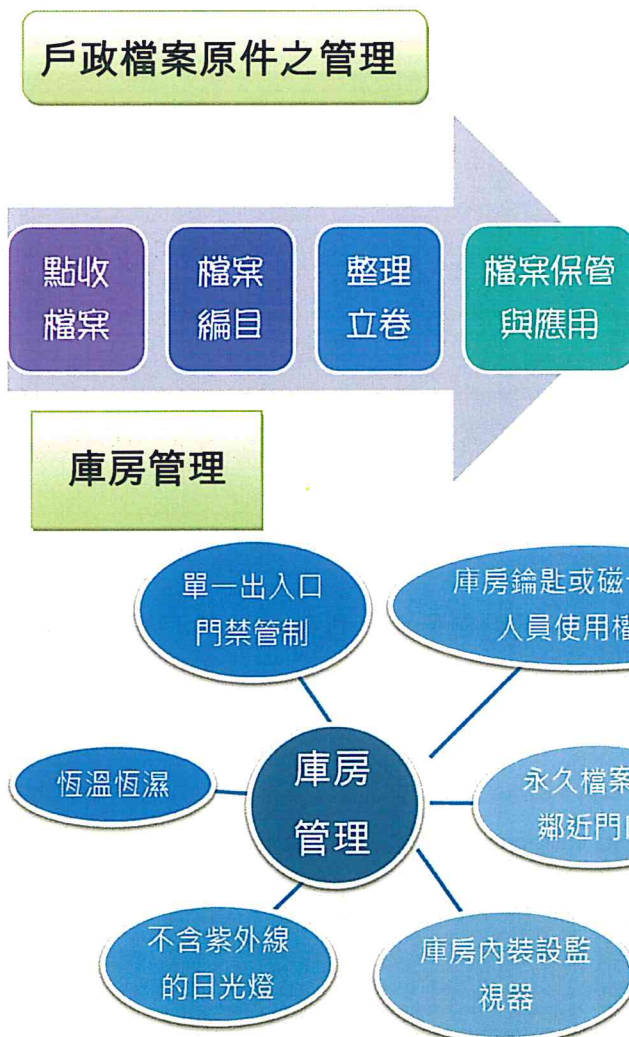 戶政檔案原件之管理
點收
檔案
檔案
編目
整理
立卷
檔案保管
與應用
庫房管理
單一出入口
門禁管制
庫房鑰匙或磁
人員使用權
恆溫恆濕
庫房
管理
永久檔案
鄰近門
不含紫外線
的日光燈
庫房內裝設監
視器